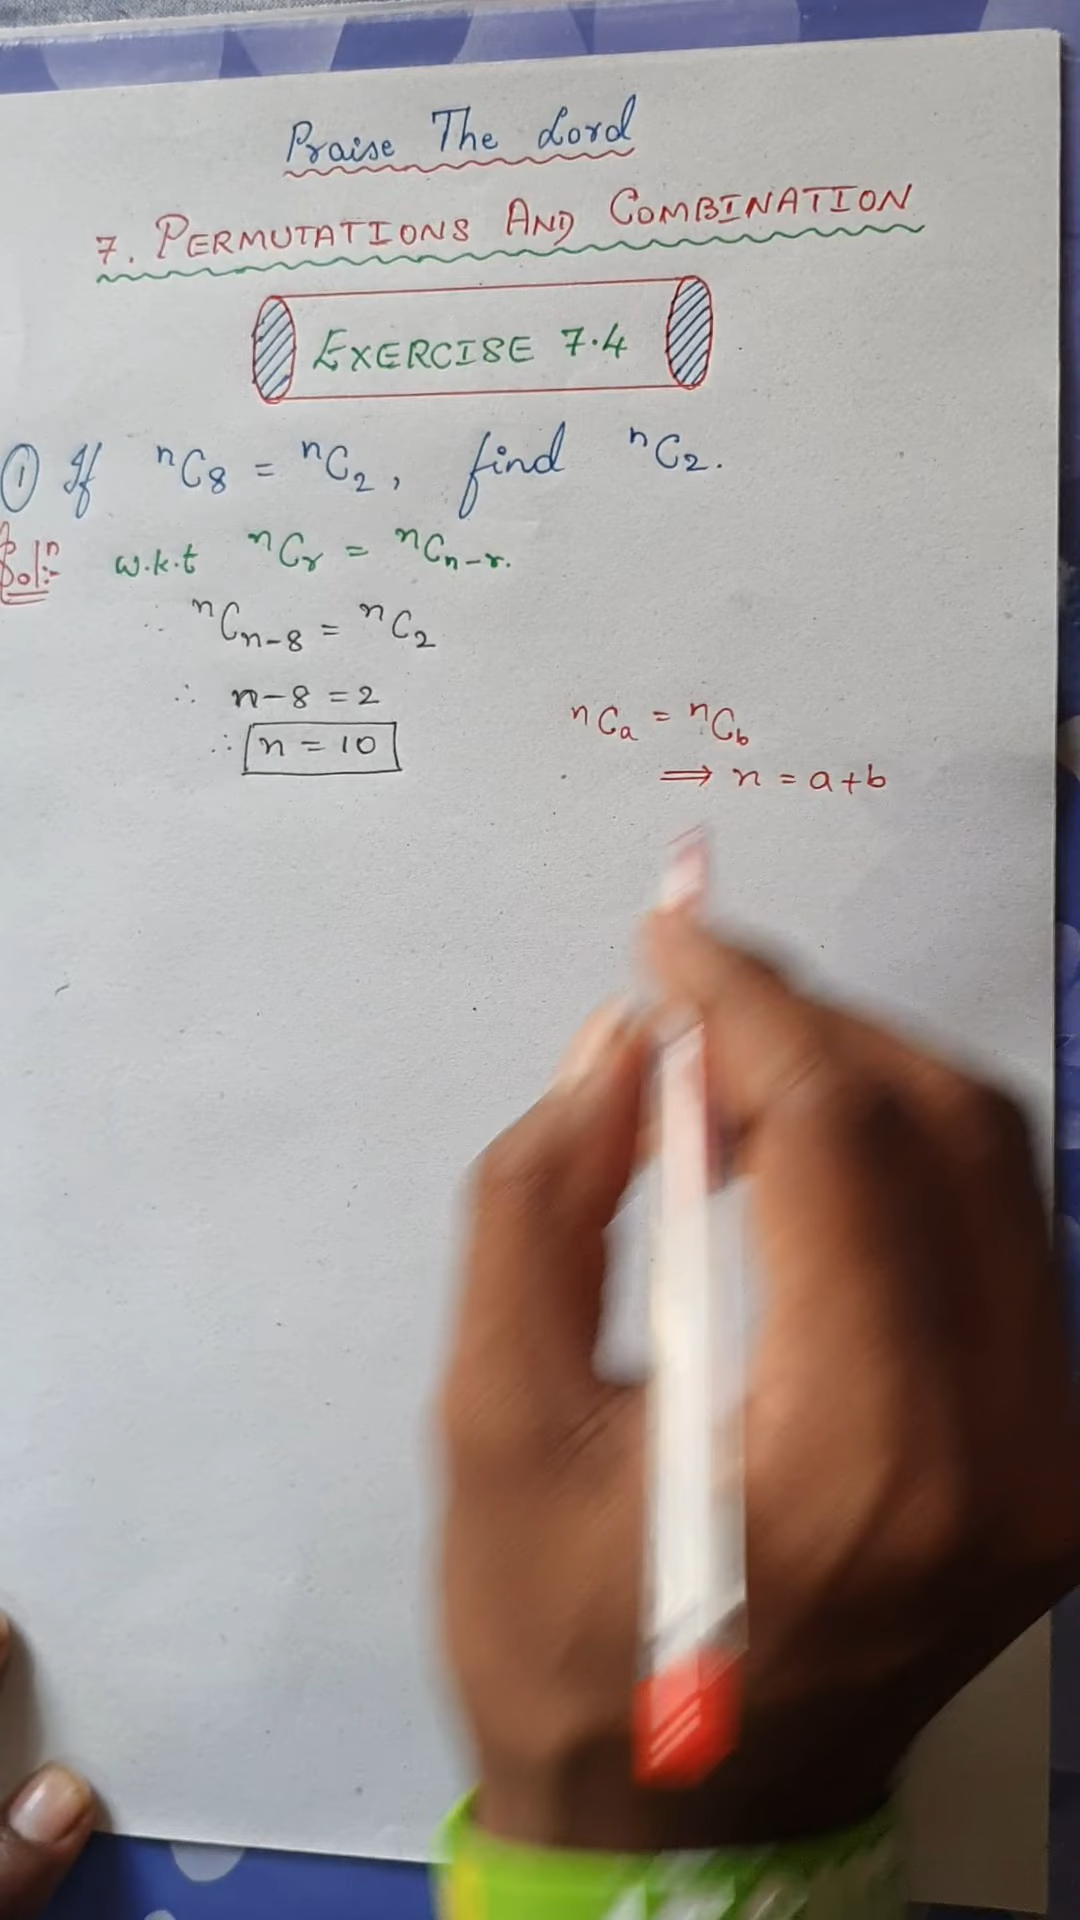 Praise The Lord
7. PERMUTATIONS AND COMBINATION
EXERCISE 7.4
① If ⁿC₈ = ⁿC₂, find ⁿC₂.
Solⁿ:- w.k.t ⁿCᵣ = ⁿCₙ₋ᵣ.
∴ ⁿCₙ₋₈ = ⁿC₂
∴ n-8 = 2
∴ n = 10
ⁿCₐ = ⁿC_b
⟹ n = a+b